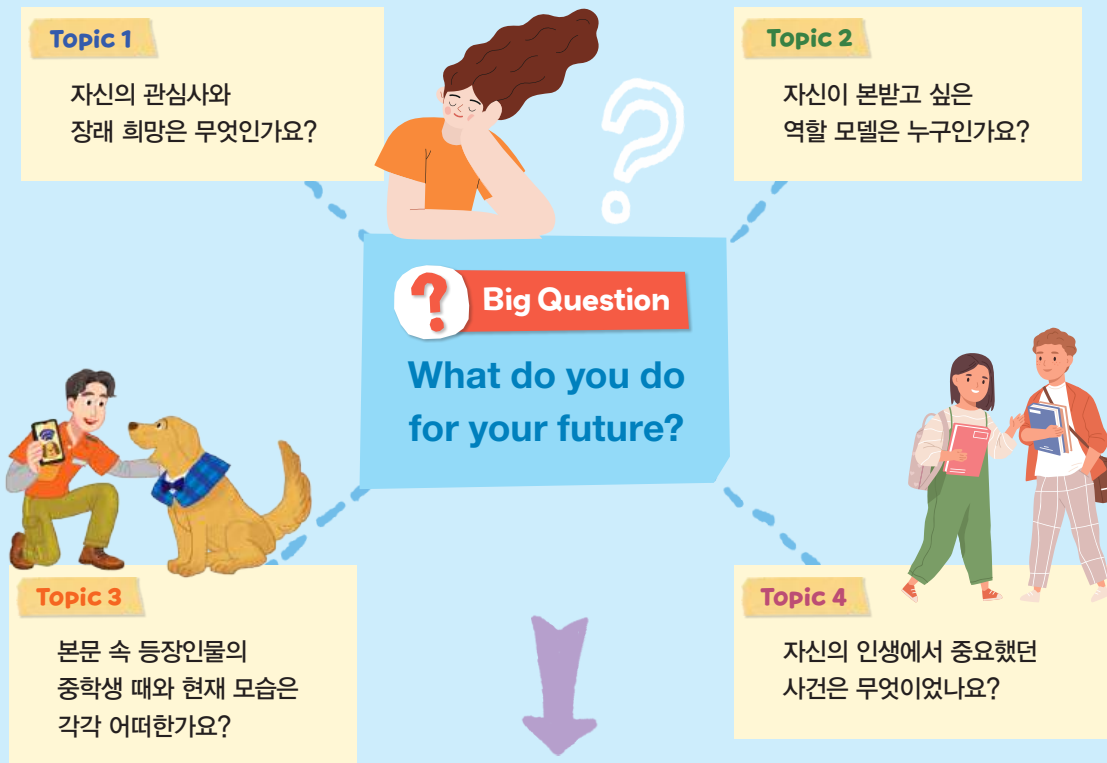 Topic 1
자신의 관심사와
장래 희망은 무엇인가요?
Topic 2
자신이 본받고 싶은
역할 모델은 누구인가요?
? Big Question
What do you do
for your future?
Topic 3
본문 속 등장인물의
중학생 때와 현재 모습은
각각 어떠한가요?
Topic 4
자신의 인생에서 중요했던
사건은 무엇이었나요?